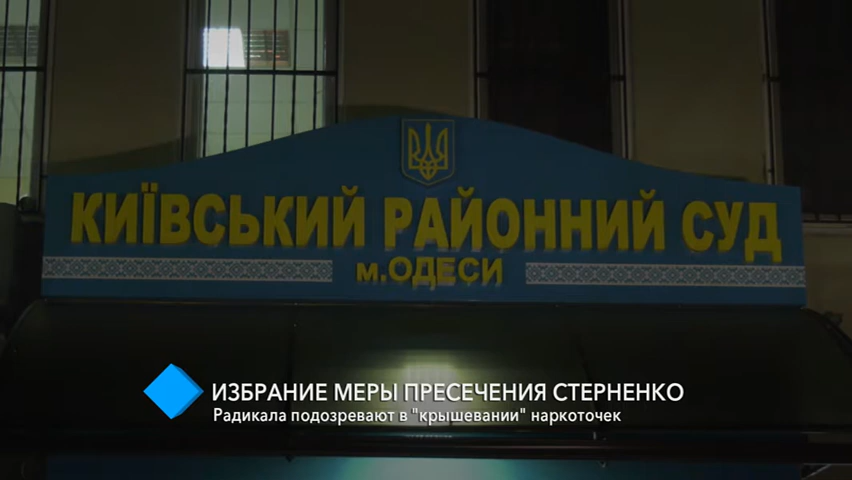 КИЇВСЬКИЙ РАЙОННИЙ СУД
м.ОДЕСИ
ИЗБРАНИЕ МЕРЫ ПРЕСЕЧЕНИЯ СТЕРНЕНКО
Радикала подозревают в "крышевании" наркоточек